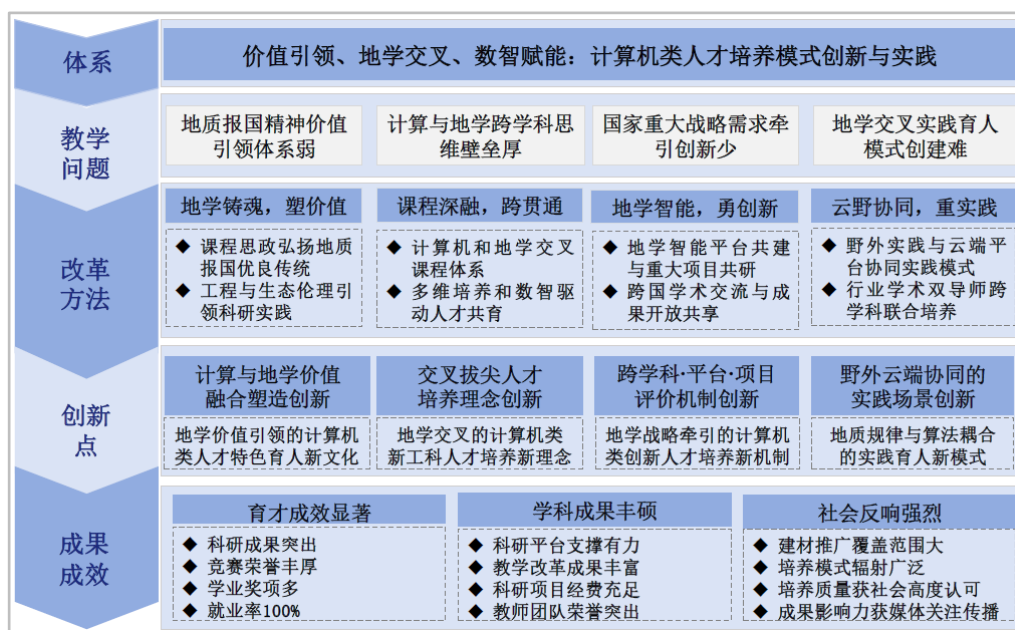 体系
价值引领、地学交叉、数智赋能：计算机类人才培养模式创新与实践
教学
问题
地质报国精神价值
引领体系弱
计算与地学跨学科思
维壁垒厚
国家重大战略需求牵
引创新少
地学交叉实践育人
模式创建难
改革
方法
地学铸魂，塑价值
◆ 课程思政弘扬地质
报国优良传统
◆ 工程与生态伦理引
领科研实践
课程深融，跨贯通
◆ 计算机和地学交叉
课程体系
◆ 多维培养和数智驱
动人才共育
地学智能，勇创新
◆ 地学智能平台共建
与重大项目共研
◆ 跨国学术交流与成
果开放共享
云野协同，重实践
◆ 野外实践与云端平
台协同实践模式
◆ 行业学术双导师跨
学科联合培养
创新
点
计算与地学价值
融合塑造创新
地学价值引领的计算机
类人才特色育人新文化
交叉拔尖人才
培养理念创新
地学交叉的计算机类
新工科人才培养新理念
跨学科·平台·项目
评价机制创新
地学战略牵引的计算机
类创新人才培养新机制
野外云端协同的
实践场景创新
地质规律与算法耦合
的实践育人新模式
成果
成效
育才成效显著
◆ 科研成果突出
◆ 竞赛荣誉丰厚
◆ 学业奖项多
◆ 就业率100%
学科成果丰硕
◆ 科研平台支撑有力
◆ 教学改革成果丰富
◆ 科研项目经费充足
◆ 教师团队荣誉突出
社会反响强烈
◆ 建材推广覆盖范围大
◆ 培养模式辐射广泛
◆ 培养质量获社会高度认可
◆ 成果影响力获媒体关注传播